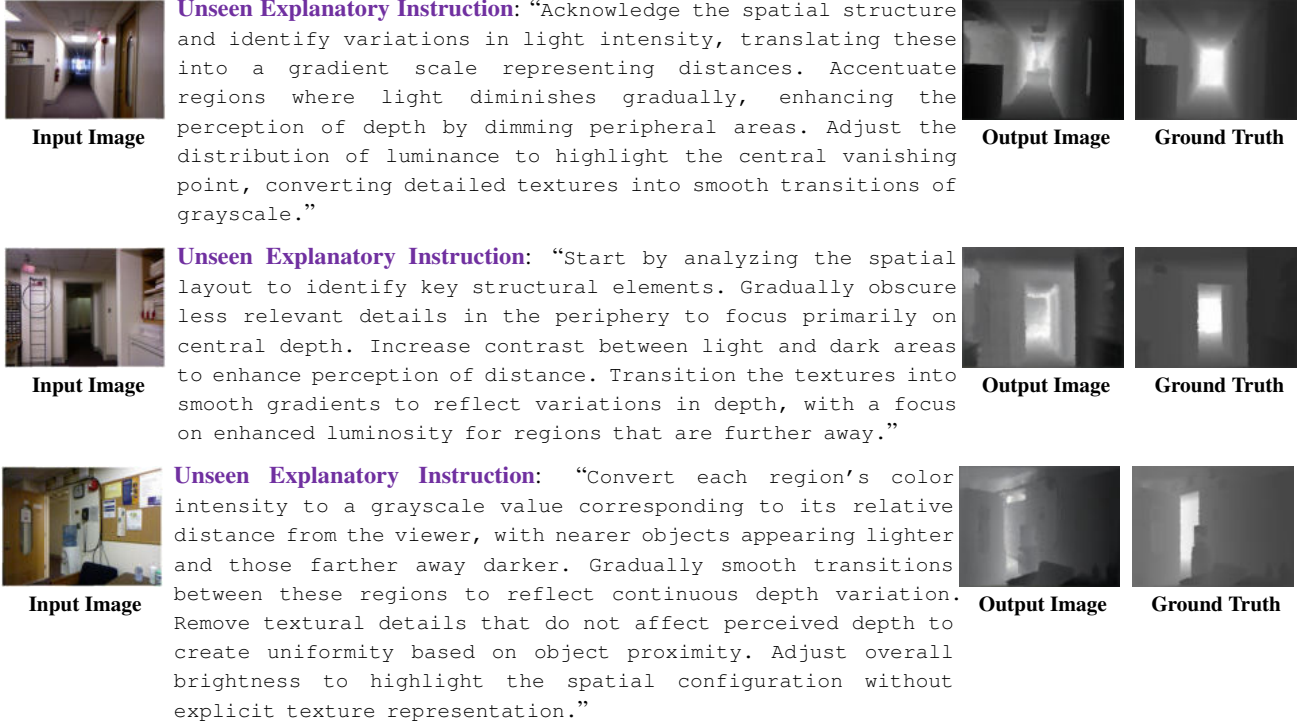 Unseen Explanatory Instruction: “Acknowledge the spatial structure
and identify variations in light intensity, translating these
into a gradient scale representing distances. Accentuate
regions where light diminishes gradually, enhancing the
perception of depth by dimming peripheral areas. Adjust the
distribution of luminance to highlight the central vanishing
point, converting detailed textures into smooth transitions of
grayscale.”
Input Image
Output Image
Ground Truth
Unseen Explanatory Instruction: “Start by analyzing the spatial
layout to identify key structural elements. Gradually obscure
less relevant details in the periphery to focus primarily on
central depth. Increase contrast between light and dark areas
to enhance perception of distance. Transition the textures into
smooth gradients to reflect variations in depth, with a focus
on enhanced luminosity for regions that are further away.”
Input Image
Output Image
Ground Truth
Unseen Explanatory Instruction: “Convert each region’s color
intensity to a grayscale value corresponding to its relative
distance from the viewer, with nearer objects appearing lighter
and those farther away darker. Gradually smooth transitions
between these regions to reflect continuous depth variation.
Remove textural details that do not affect perceived depth to
create uniformity based on object proximity. Adjust overall
brightness to highlight the spatial configuration without
explicit texture representation.”
Input Image
Output Image
Ground Truth